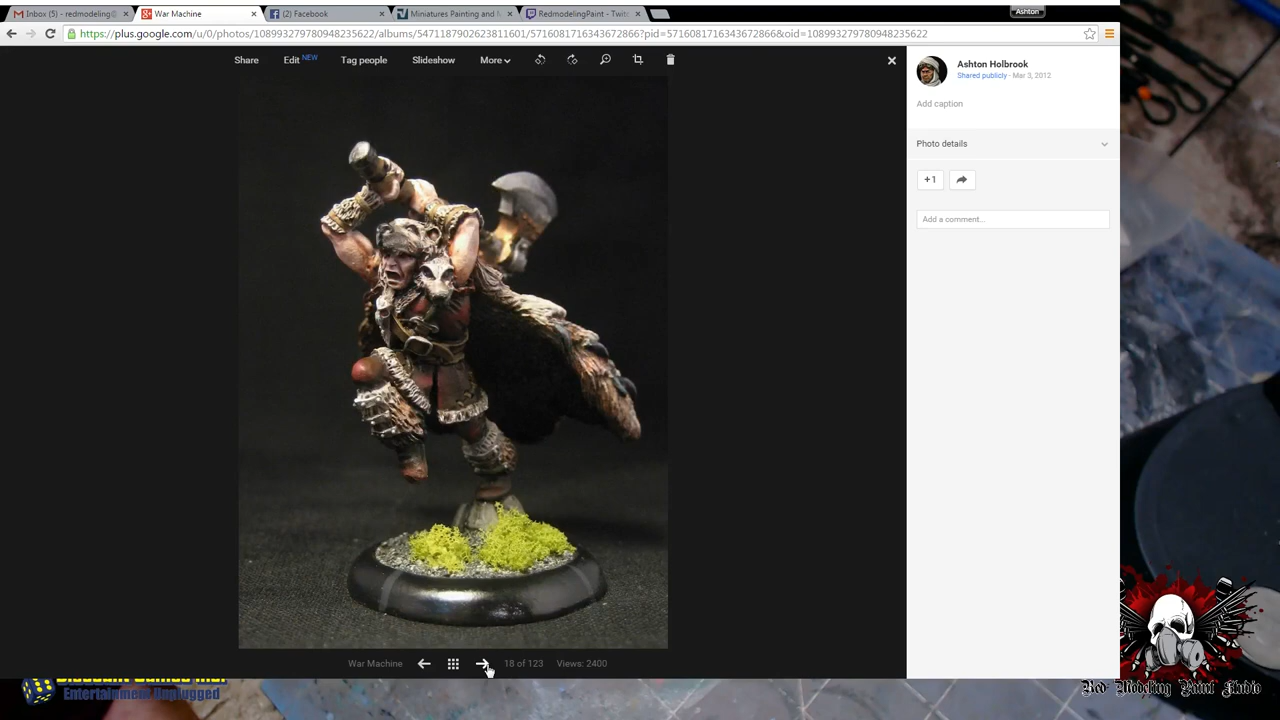 Inbox (5) - redmodeling@
War Machine
(2) Facebook
Miniatures Painting and M
RedmodelingPaint - Twitc
Ashton
https://plus.google.com/u/0/photos/108993279780948235622/albums/5471187902623811601/5716081716343672866?pid=5716081716343672866&oid=108993279780948235622
Share
Edit NEW
Tag people
Slideshow
More
Ashton Holbrook
Shared publicly - Mar 3, 2012
Add caption
Photo details
+1
Add a comment...
War Machine
18 of 123
Views: 2400
Discount Games Inc.
Entertainment Unplugged
Red Modeling Paint Studio